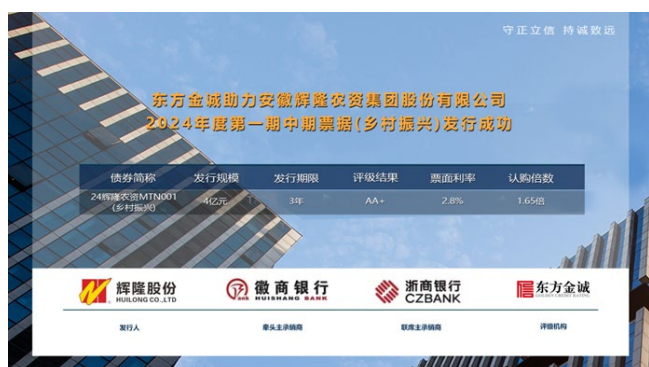 守正立信 持诚致远
东方金诚助力安徽辉隆农资集团股份有限公司
2024年度第一期中期票据(乡村振兴)发行成功
债券简称 发行规模 发行期限 评级结果 票面利率 认购倍数
24辉隆农资MTN001
(乡村振兴) 4亿元 3年 AA+ 2.8% 1.65倍
辉隆股份 徽商银行 浙商银行 东方金诚
HUILONG CO.,LTD Bank HUISHANG BANK CZBANK GOLDEN CREDIT RATING
发行人 牵头主承销商 联席主承销商 评级机构